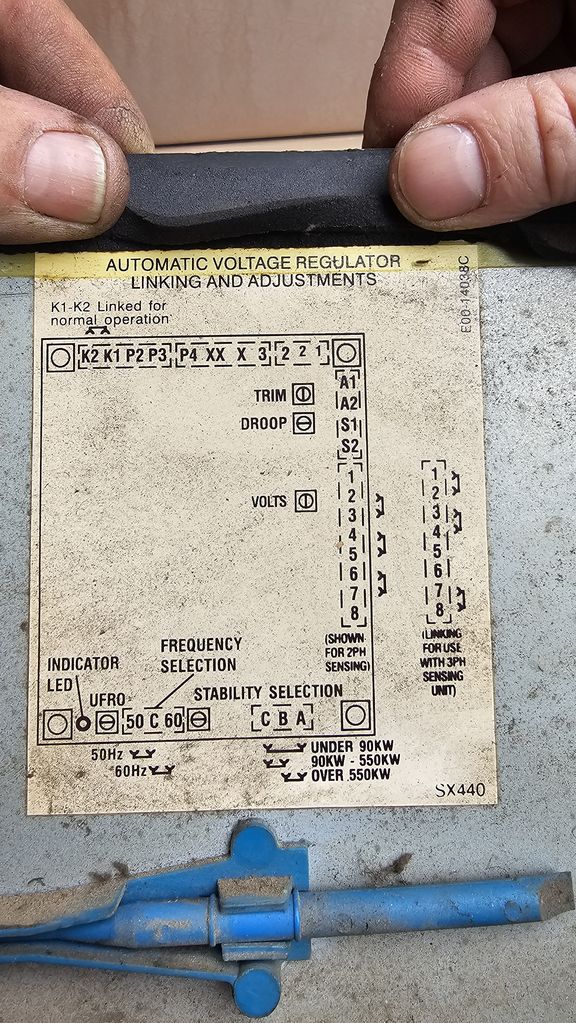 AUTOMATIC VOLTAGE REGULATOR
LINKING AND ADJUSTMENTS
E00-14038C
K1-K2 Linked for
normal operation
K2 K1 P2 P3 P4 XX X 3 2 2 1
TRIM
DROOP
A1
A2
S1
S2
VOLTS
1
2
3
4
5
6
7
8
1
2
3
4
5
6
7
8
(SHOWN
FOR 2PH
SENSING)
(LINKING
FOR USE
WITH 3PH
SENSING
UNIT)
INDICATOR
LED
FREQUENCY
SELECTION
UFRO
STABILITY SELECTION
50 C 60
C B A
50Hz
60Hz
UNDER 90KW
90KW - 550KW
OVER 550KW
SX440